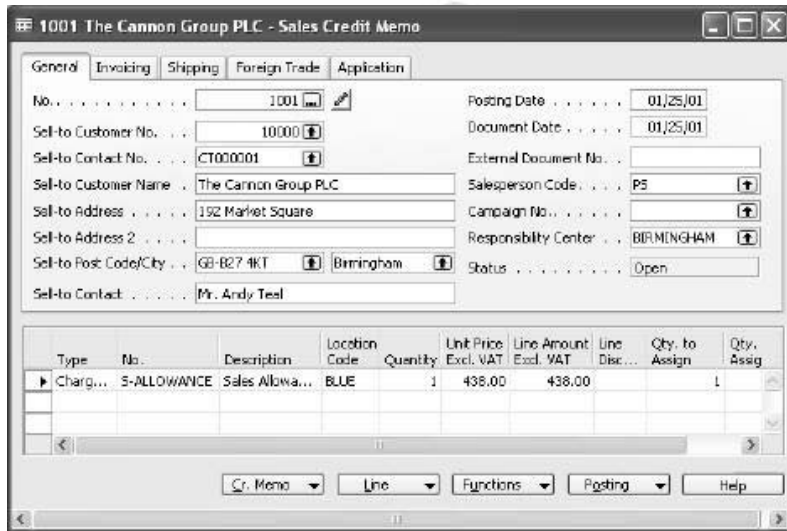 1001 The Cannon Group PLC - Sales Credit Memo
General Invoicing Shipping Foreign Trade Application
No. . . . . . . . . . . . 1001
Sell-to Customer No. . . . 10000
Sell-to Contact No. . . . . CT000001
Sell-to Customer Name . The Cannon Group PLC
Sell-to Address . . . . . . 192 Market Square
Sell-to Address 2 . . . . .
Sell-to Post Code/City . . GB-B27 4KT Birmingham
Sell-to Contact . . . . . . Mr. Andy Teal
Posting Date . . . . . . 01/25/01
Document Date . . . . . 01/25/01
External Document No. .
Salesperson Code. . . . PS
Campaign No. . . . . . .
Responsibility Center . . BIRMINGHAM
Status . . . . . . . . . Open
Type No. Description Location Code Quantity Unit Price Excl. VAT Line Amount Excl. VAT Line Disc... Qty. to Assign Qty. Assig
Charg... S-ALLOWANCE Sales Allowa... BLUE 1 438.00 438.00 1
Cr. Memo Line Functions Posting Help